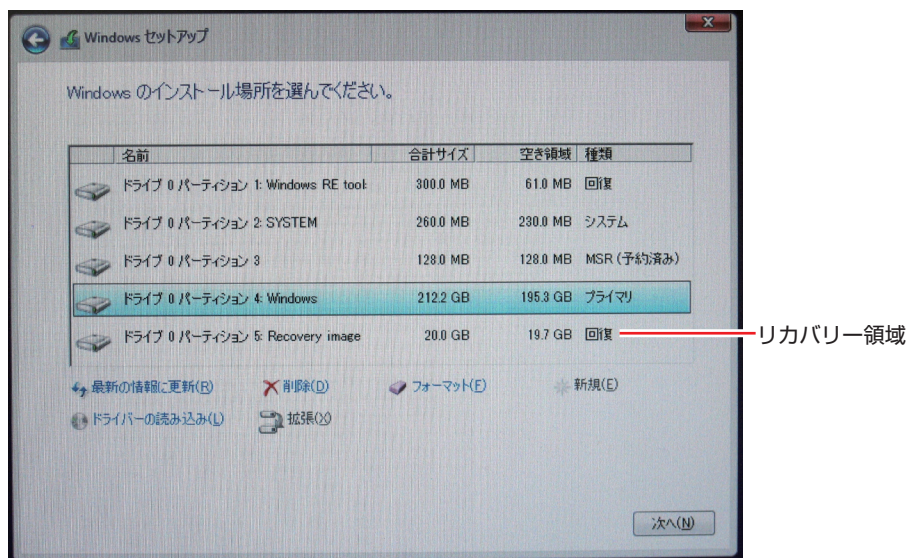 Windows セットアップ
Windows のインストール場所を選んでください。
名前 合計サイズ 空き領域 種類
ドライブ 0 パーティション 1: Windows RE tools 300.0 MB 61.0 MB 回復
ドライブ 0 パーティション 2: SYSTEM 260.0 MB 230.0 MB システム
ドライブ 0 パーティション 3 128.0 MB 128.0 MB MSR (予約済み)
ドライブ 0 パーティション 4: Windows 212.2 GB 195.3 GB プライマリ
ドライブ 0 パーティション 5: Recovery image 20.0 GB 19.7 GB 回復
リカバリー領域
最新の情報に更新(R) 削除(D) フォーマット(F) 新規(E)
ドライバーの読み込み(L) 拡張(X)
次へ(N)